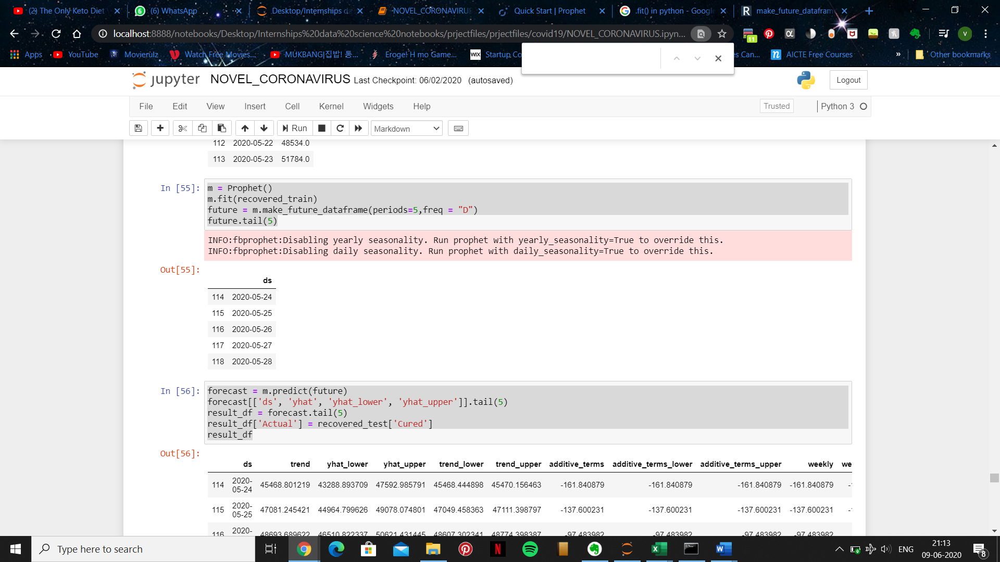 (2) The Only Keto Diet
(6) WhatsApp
Desktop/Internships da
NOVEL_CORONAVIRUS
Quick Start | Prophet
.fit() in python - Google
make_future_datafram
localhost:8888/notebooks/Desktop/Internships%20data%20science%20notebooks/prjectfiles/prjectfiles/covid19/NOVEL_CORONAVIRUS.ipyn...
11
V
Apps
YouTube
Movierulz
Watch Free Movies...
MUKBANG|집밥! 통...
Eroge! H mo Game...
WIX Startup Co
es Can...
n AICTE Free Courses
»
Other bookmarks
jupyter NOVEL_CORONAVIRUS Last Checkpoint: 06/02/2020 (autosaved)
Logout
File Edit View Insert Cell Kernel Widgets Help
Trusted
Python 3
Run
Markdown
112 2020-05-22 48534.0
113 2020-05-23 51784.0
In [55]:
m = Prophet()
m.fit(recovered_train)
future = m.make_future_dataframe(periods=5,freq = "D")
future.tail(5)
INFO:fbprophet:Disabling yearly seasonality. Run prophet with yearly_seasonality=True to override this.
INFO:fbprophet:Disabling daily seasonality. Run prophet with daily_seasonality=True to override this.
Out[55]:
ds
114 2020-05-24
115 2020-05-25
116 2020-05-26
117 2020-05-27
118 2020-05-28
In [56]:
forecast = m.predict(future)
forecast[['ds', 'yhat', 'yhat_lower', 'yhat_upper']].tail(5)
result_df = forecast.tail(5)
result_df['Actual'] = recovered_test['Cured']
result_df
Out[56]:
ds trend yhat_lower yhat_upper trend_lower trend_upper additive_terms additive_terms_lower additive_terms_upper weekly we
114 2020-05-24 45468.801219 43288.893709 47592.985791 45468.444898 45470.156463 -161.840879 -161.840879 -161.840879 -161.840879 -
115 2020-05-25 47081.245421 44964.799626 49078.074801 47049.458363 47111.398797 -137.600231 -137.600231 -137.600231 -137.600231 -
116 2020- 48693.689622 46510.822337 50621.431445 48607.302341 48774.398387 -97.483982 -97.483982 -97.483982 -97.483982
Type here to search
ENG
21:13
09-06-2020
8